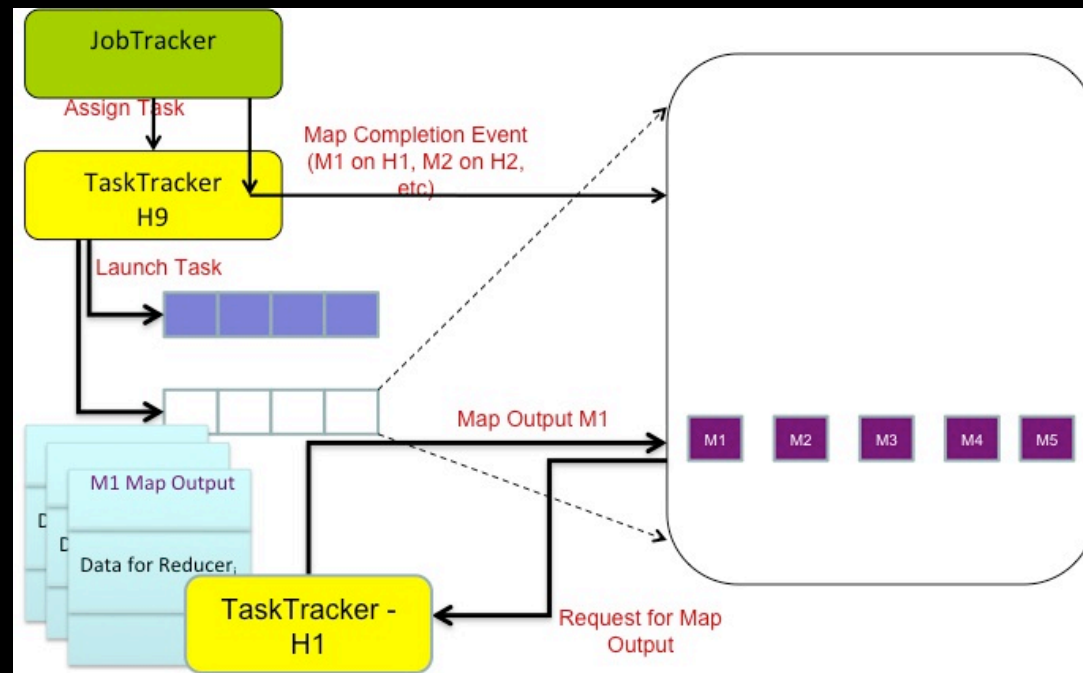 JobTracker
Assign Task
Map Completion Event
(M1 on H1, M2 on H2,
etc)
TaskTracker
H9
Launch Task
Map Output M1
M1 M2 M3 M4 M5
M1 Map Output
D
D
Data for Reducerⱼ
TaskTracker -
H1
Request for Map
Output